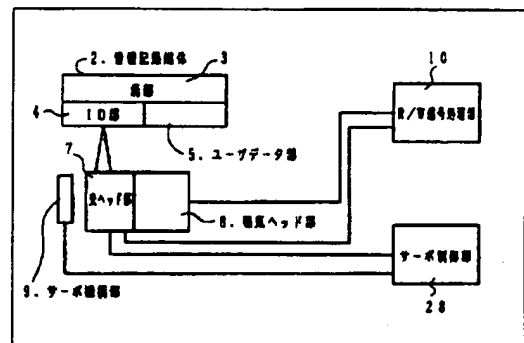 2. 情報記録媒体
3
溝部
4
ID部
5. ユーザデータ部
7
光ヘッド部
8. 磁気ヘッド部
9. サーボ機構部
10
R/W信号処理部
サーボ制御部
28